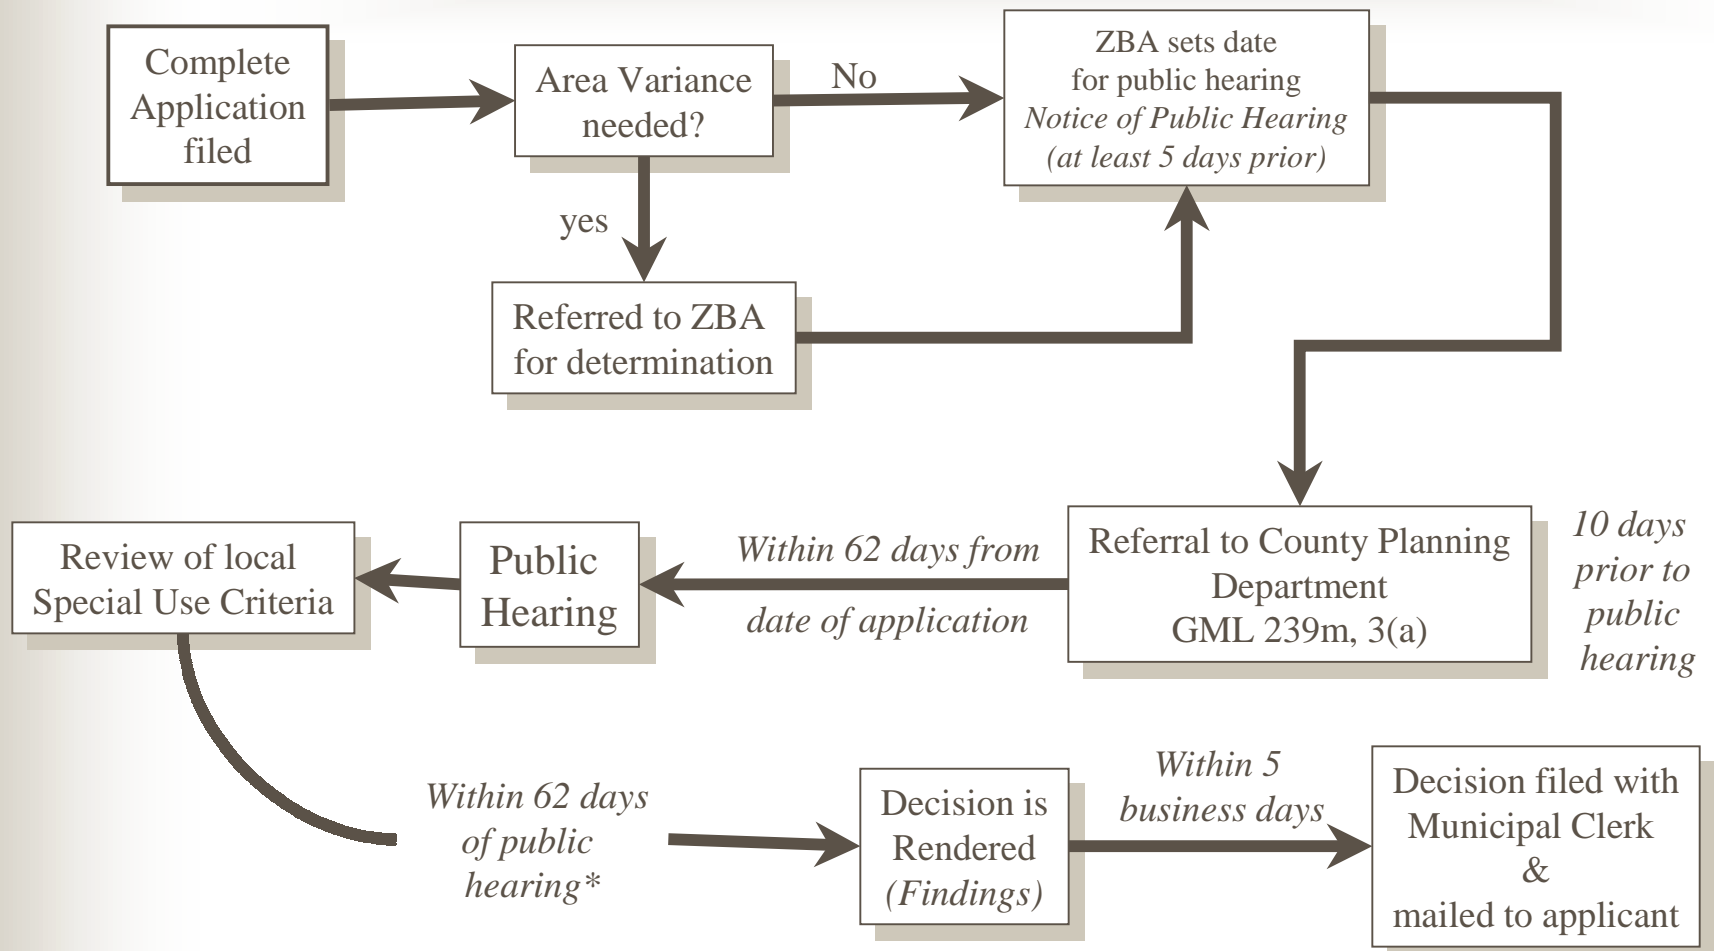 Complete
Application
filed
Area Variance
needed?
No
ZBA sets date
for public hearing
Notice of Public Hearing
(at least 5 days prior)
yes
Referred to ZBA
for determination
Referral to County Planning
Department
GML 239m, 3(a)
10 days
prior to
public
hearing
Within 62 days from
date of application
Public
Hearing
Review of local
Special Use Criteria
Within 62 days
of public
hearing*
Decision is
Rendered
(Findings)
Within 5
business days
Decision filed with
Municipal Clerk
&
mailed to applicant